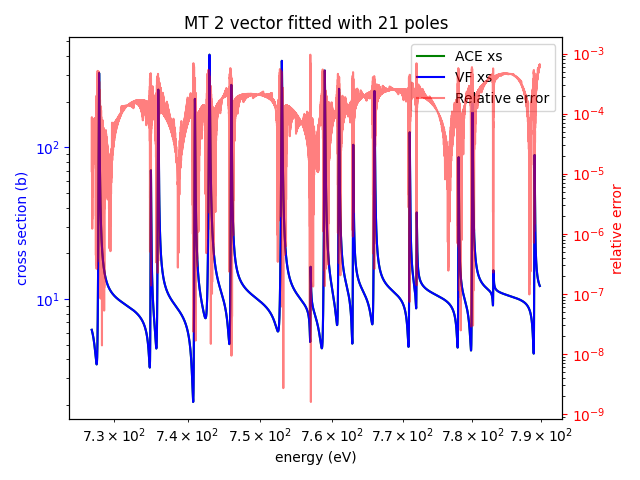 MT 2 vector fitted with 21 poles
ACE xs
VF xs
Relative error
10²
10¹
cross section (b)
10⁻³
10⁻⁴
10⁻⁵
10⁻⁶
10⁻⁷
10⁻⁸
10⁻⁹
relative error
7.3 × 10² 7.4 × 10² 7.5 × 10² 7.6 × 10² 7.7 × 10² 7.8 × 10² 7.9 × 10²
energy (eV)